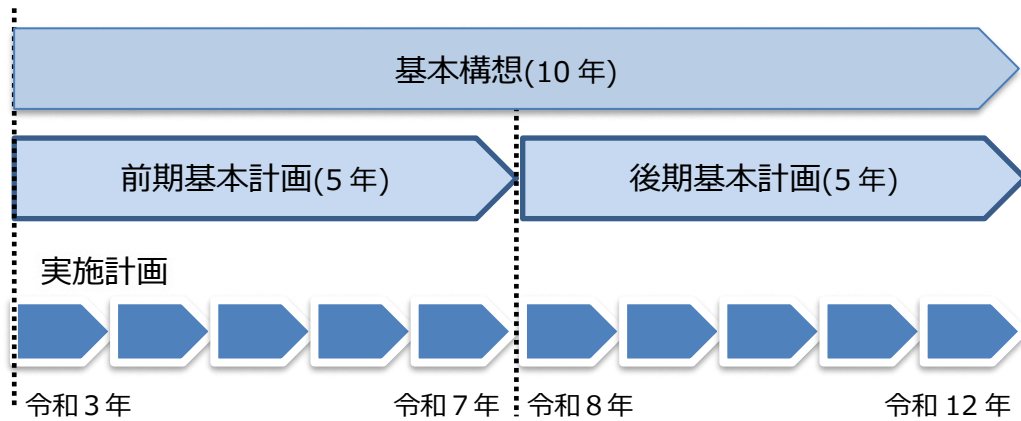 基本構想(10 年)
前期基本計画(5 年)
後期基本計画(5 年)
実施計画
令和３年
令和７年
令和８年
令和 12 年